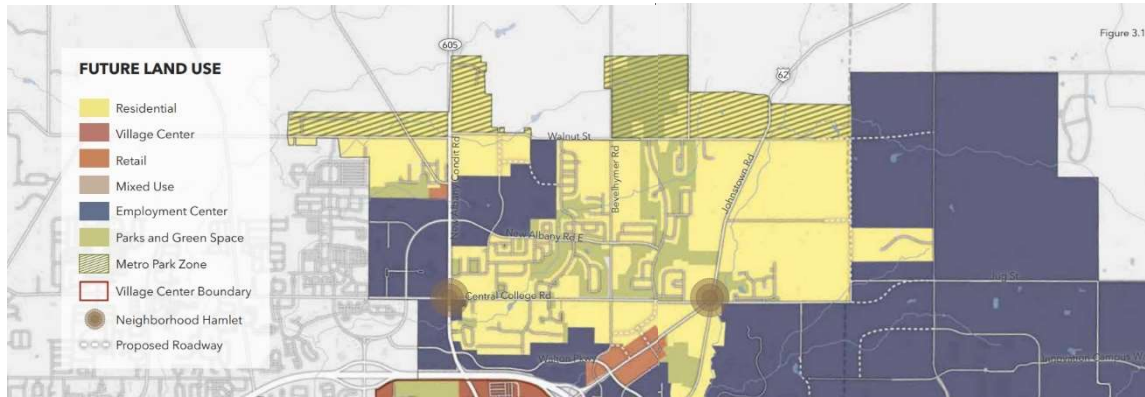 FUTURE LAND USE
Residential
Village Center
Retail
Mixed Use
Employment Center
Parks and Green Space
Metro Park Zone
Village Center Boundary
Neighborhood Hamlet
Proposed Roadway
Figure 3.1
605
62
Walnut St
Condit Rd
Bevelhymer Rd
Johnstown Rd
New Albany Rd E
Central College Rd
Jug St
Innovation Campus W